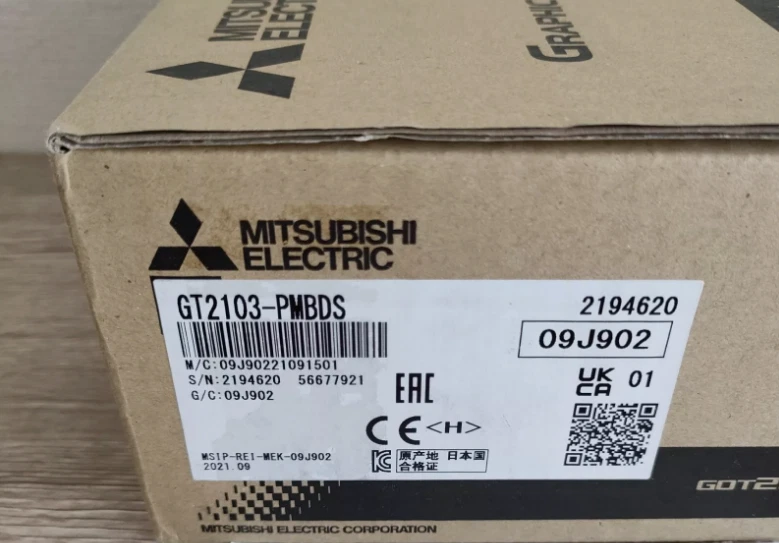 MITSUBISHI
ELECTRIC
GRAPHIC
MITSUBISHI
ELECTRIC
GT2103-PMBDS
2194620
09J902
M/C:09J90221091501
S/N:2194620 56677921
G/C:09J902
EAC
UK
CA 01
CE <H>
MSIP-REI-MEK-09J902
2021.09
KC
原产地 日本国
合格证
GOT2
MITSUBISHI ELECTRIC CORPORATION